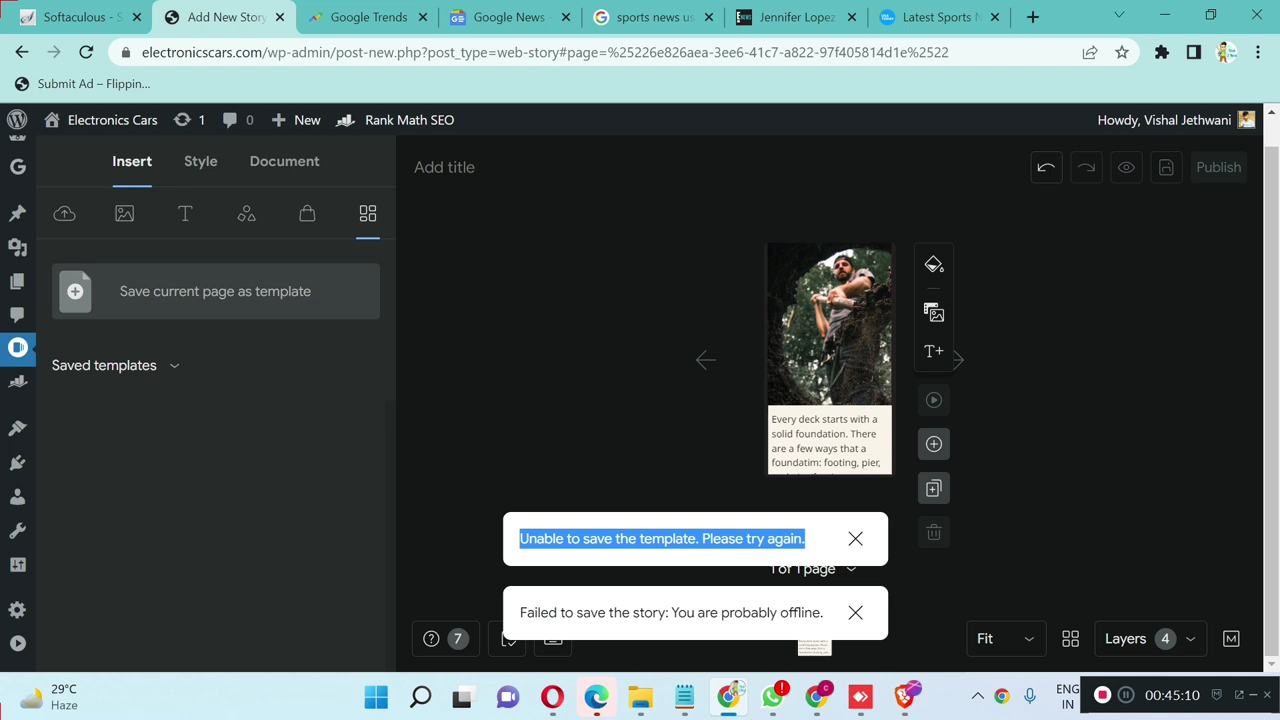 Softaculous -
Add New Story
Google Trends
Google News -
sports news us
Jennifer Lopez
Latest Sports N
electronicscars.com/wp-admin/post-new.php?post_type=web-story#page=%25226e826aea-3ee6-41c7-a822-97f405814d1e%2522
Submit Ad – Flippin...
Electronics Cars
1
0
New
Rank Math SEO
Howdy, Vishal Jethwani
Insert
Style
Document
Add title
Publish
Save current page as template
Saved templates
Every deck starts with a
solid foundation. There
are a few ways that a
foundatim: footing, pier,
T+
Unable to save the template. Please try again.
1 of 1 page
Failed to save the story: You are probably offline.
7
Fit
Layers 4
M
29°C
Haze
ENG
IN
00:45:10